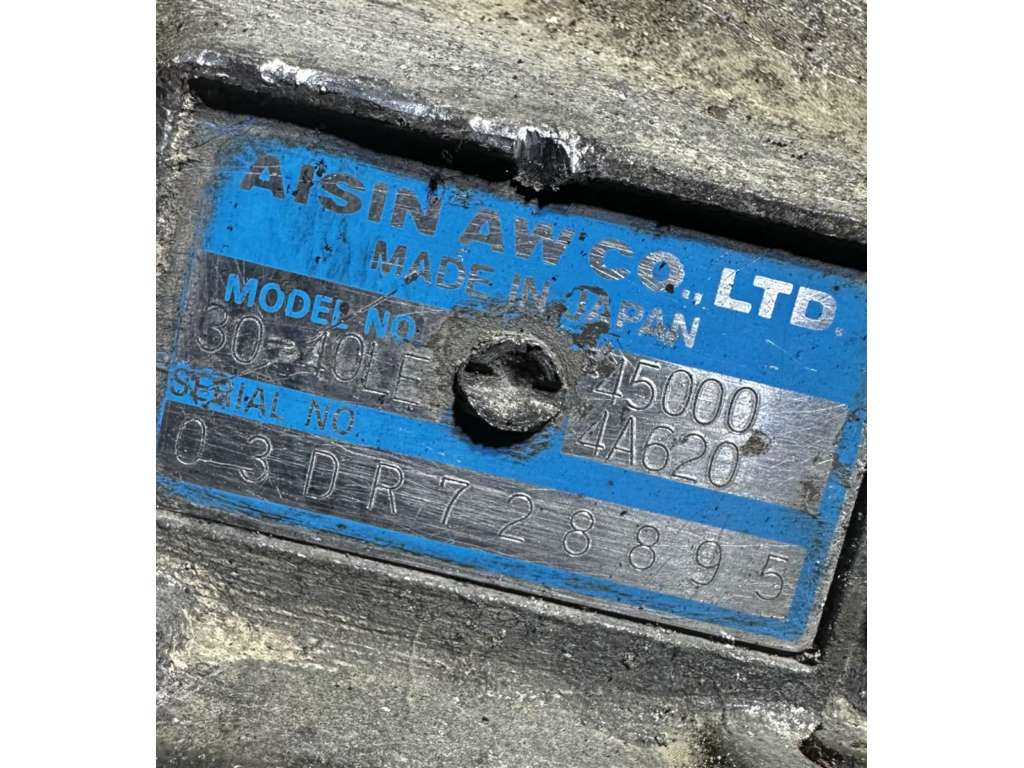 AISIN AW CO., LTD.
MADE IN JAPAN
MODEL NO.
30-40LE 45000
4A620
SERIAL NO.
03DR728895